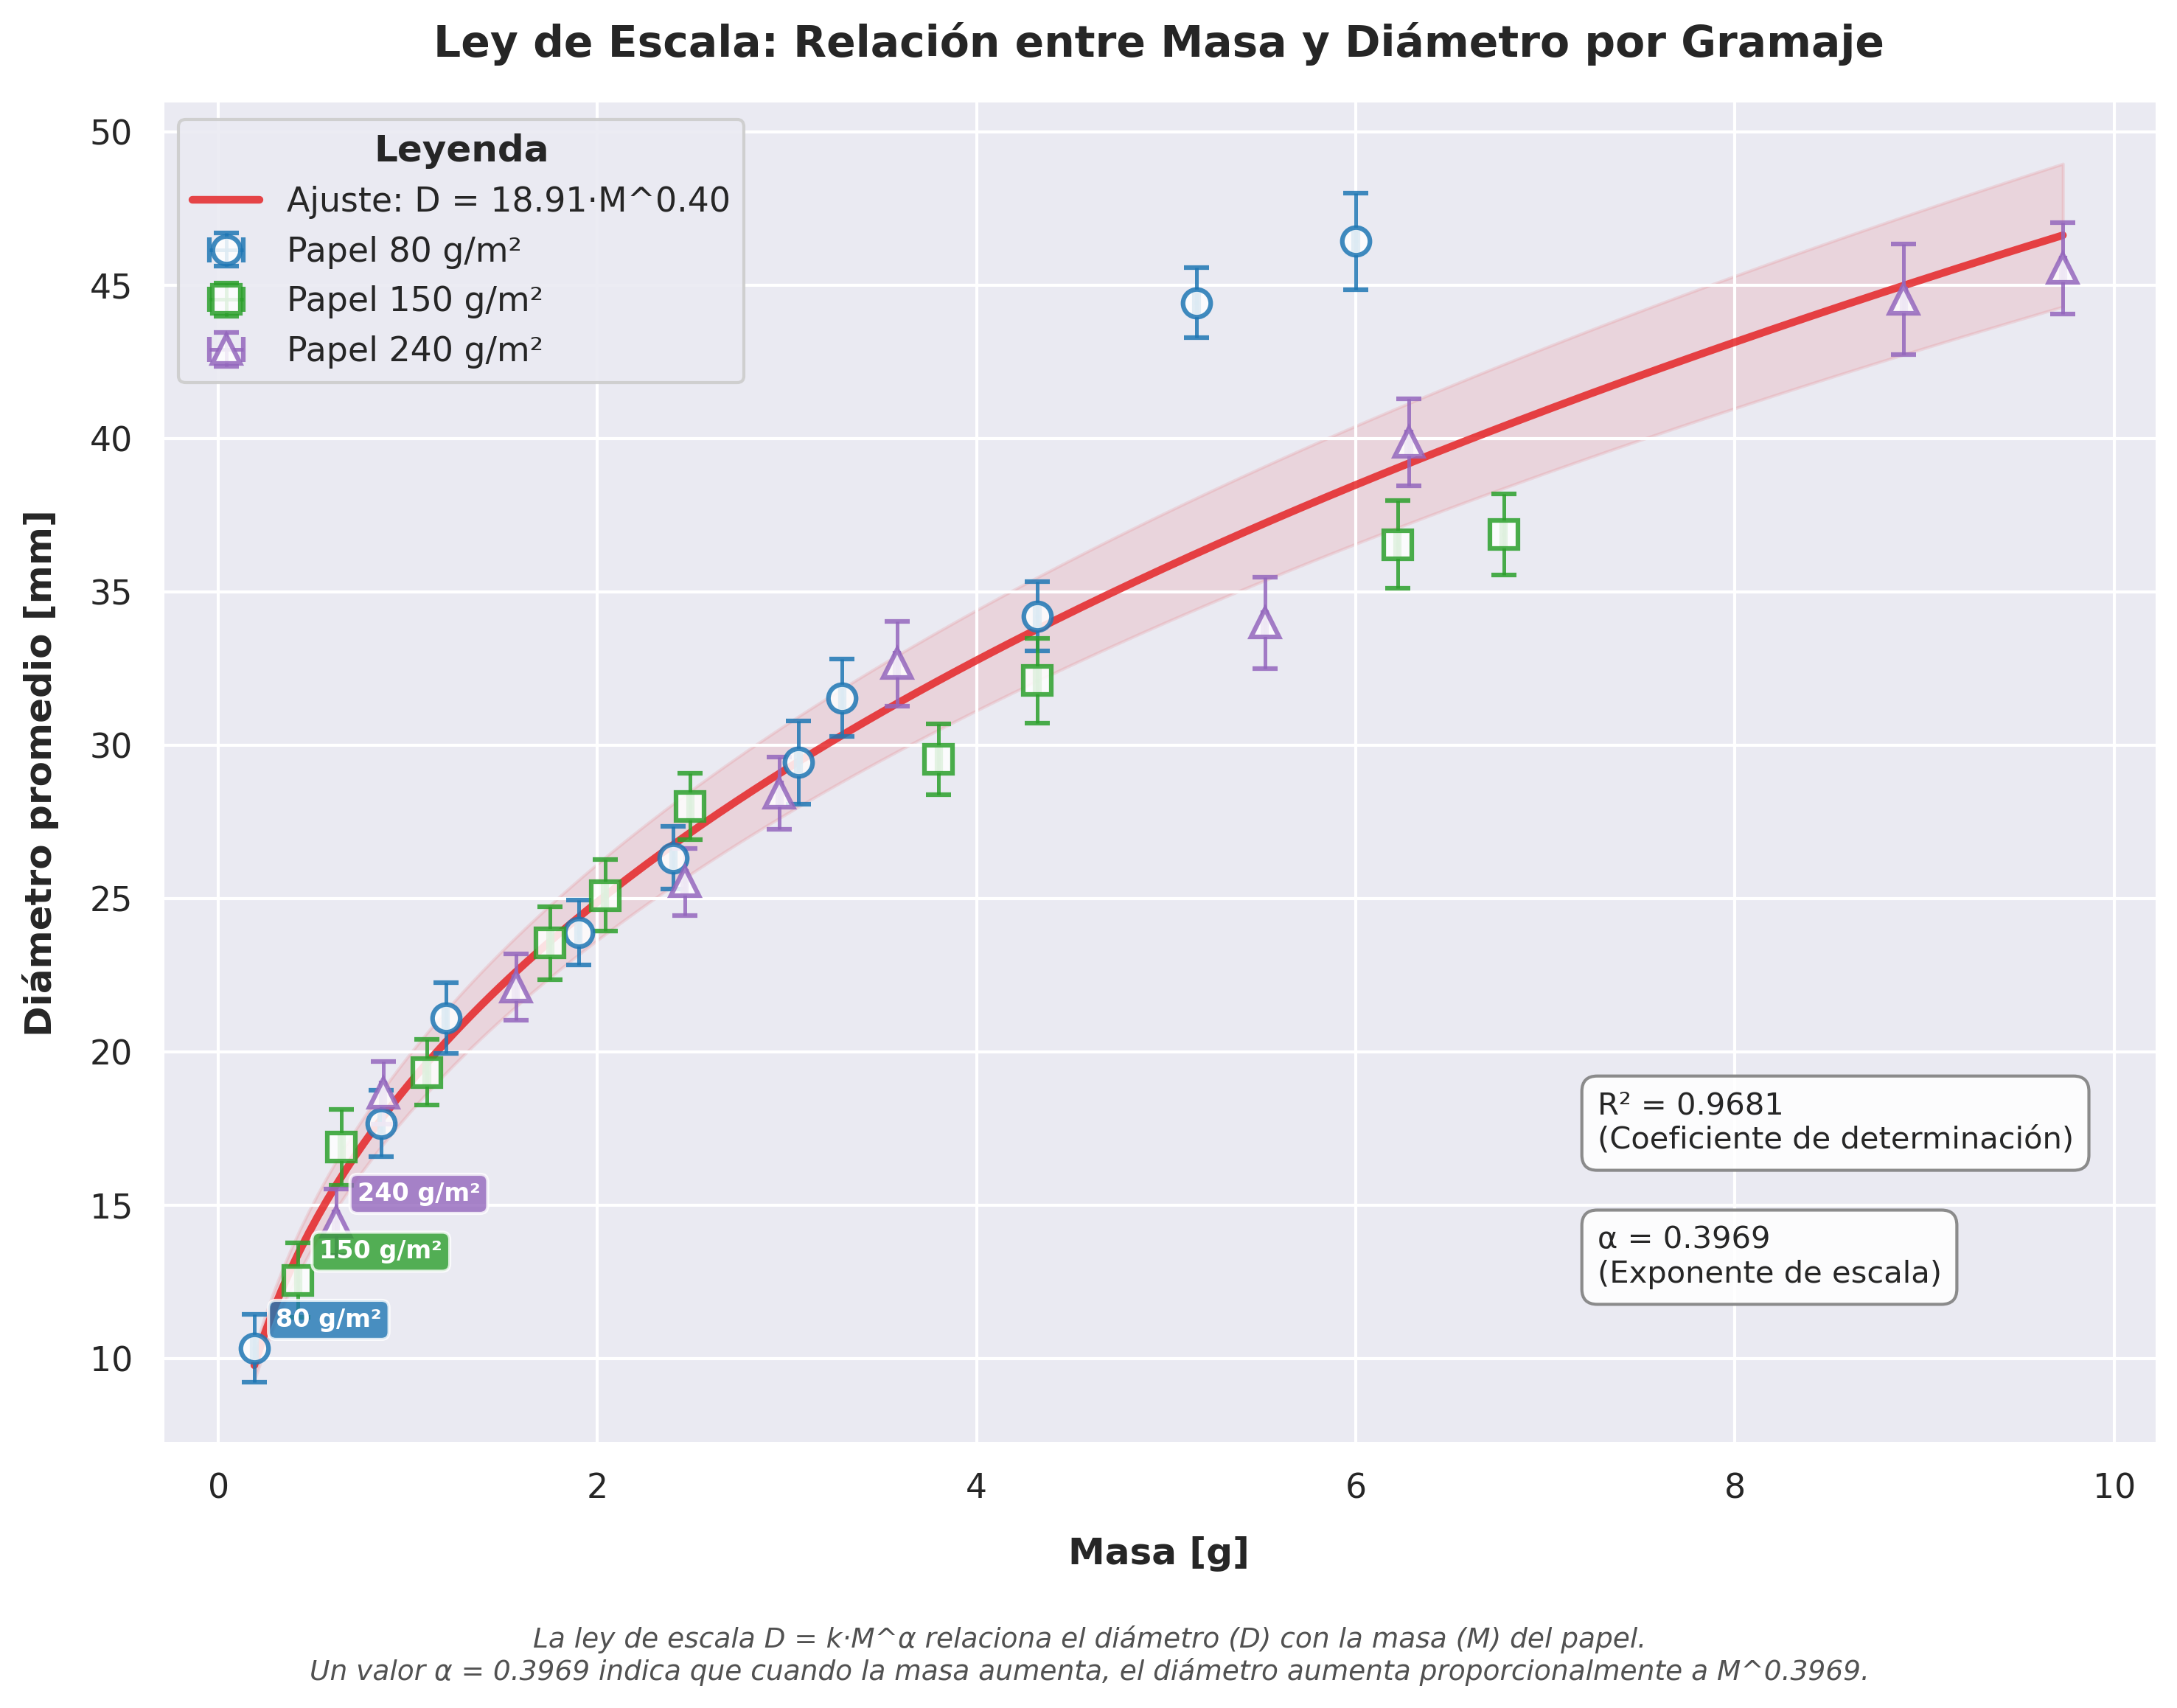 Ley de Escala: Relación entre Masa y Diámetro por Gramaje
Leyenda
Ajuste: D = 18.91·M^0.40
Papel 80 g/m²
Papel 150 g/m²
Papel 240 g/m²
50
45
40
35
30
25
20
15
10
Diámetro promedio [mm]
240 g/m²
150 g/m²
80 g/m²
R² = 0.9681
(Coeficiente de determinación)
α = 0.3969
(Exponente de escala)
0 2 4 6 8 10
Masa [g]
La ley de escala D = k·M^α relaciona el diámetro (D) con la masa (M) del papel.
Un valor α = 0.3969 indica que cuando la masa aumenta, el diámetro aumenta proporcionalmente a M^0.3969.